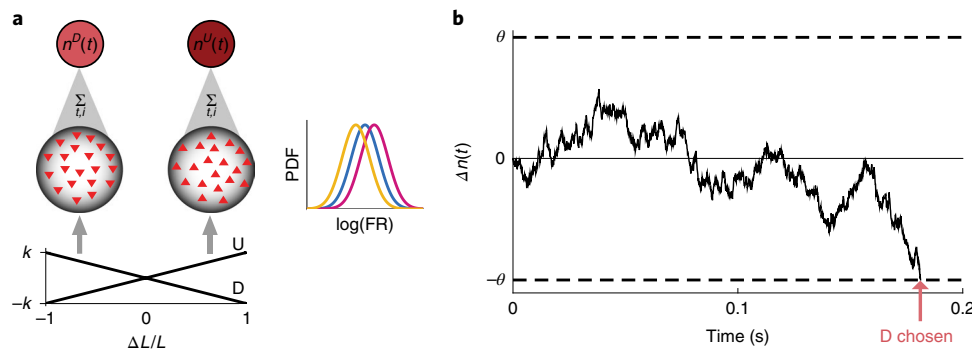 a
n^D(t)
n^U(t)
Σ
t,i
Σ
t,i
PDF
log(FR)
k
−k
U
D
−1
0
1
ΔL/L
b
θ
0
−θ
Δn(t)
0
0.1
0.2
Time (s)
D chosen